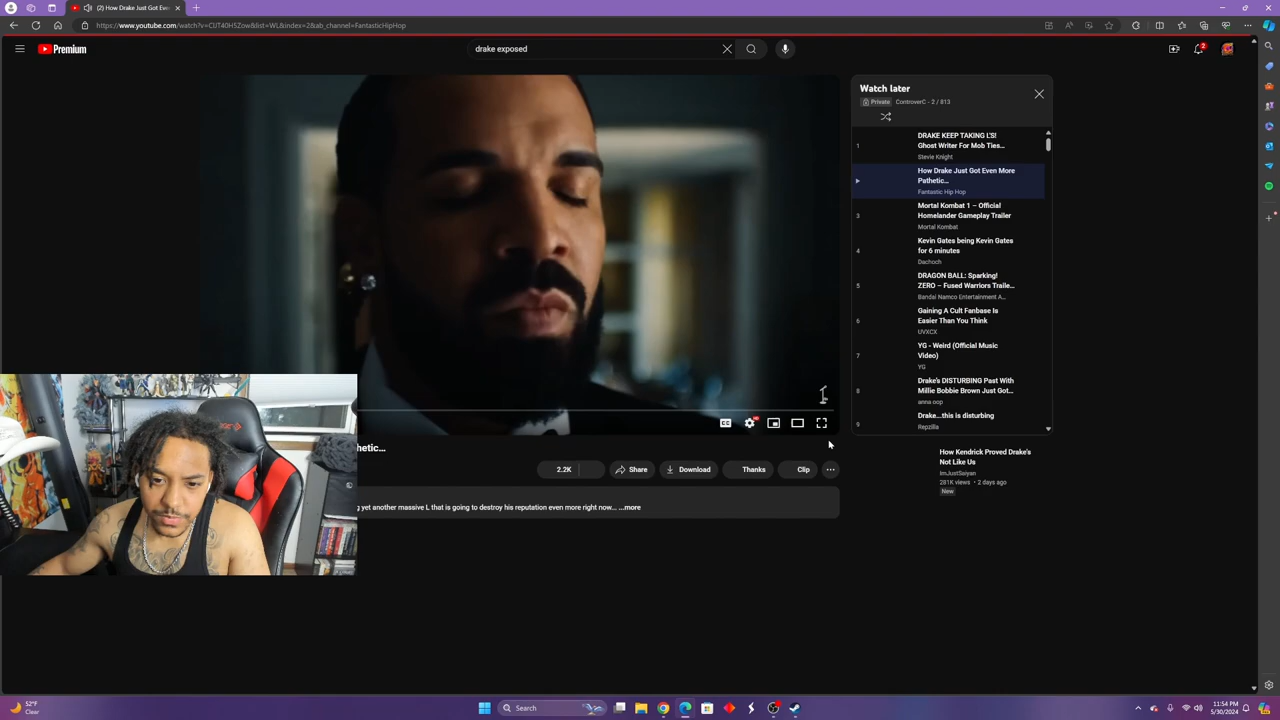 (2) How Drake Just Got Ever
https://www.youtube.com/watch?v=ClJT40HSZow&list=WL&index=2&ab_channel=FantasticHipHop
Premium
drake exposed
2
Watch later
Private
ControverC - 2 / 813
1
DRAKE KEEP TAKING L'S!
Ghost Writer For Mob Ties...
Stevie Knight
How Drake Just Got Even More
Pathetic...
Fantastic Hip Hop
3
Mortal Kombat 1 – Official
Homelander Gameplay Trailer
Mortal Kombat
4
Kevin Gates being Kevin Gates
for 6 minutes
Dachoch
5
DRAGON BALL: Sparking!
ZERO – Fused Warriors Traile...
Bandai Namco Entertainment A...
6
Gaining A Cult Fanbase Is
Easier Than You Think
UVXCX
7
YG - Weird (Official Music
Video)
YG
8
Drake's DISTURBING Past With
Millie Bobbie Brown Just Got...
anna oop
9
Drake...this is disturbing
Repzilla
hetic...
2.2K
Share
Download
Thanks
Clip
g yet another massive L that is going to destroy his reputation even more right now... ...more
How Kendrick Proved Drake's
Not Like Us
ImJustSaiyan
281K views • 2 days ago
New
52°F
Clear
Search
11:54 PM
5/30/2024